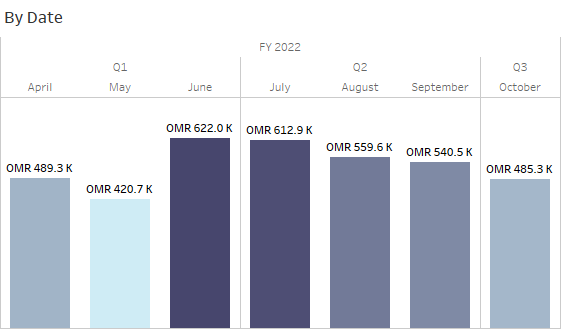 By Date
FY 2022
Q1 Q2 Q3
April May June July August September October
OMR 489.3 K OMR 420.7 K OMR 622.0 K OMR 612.9 K OMR 559.6 K OMR 540.5 K OMR 485.3 K